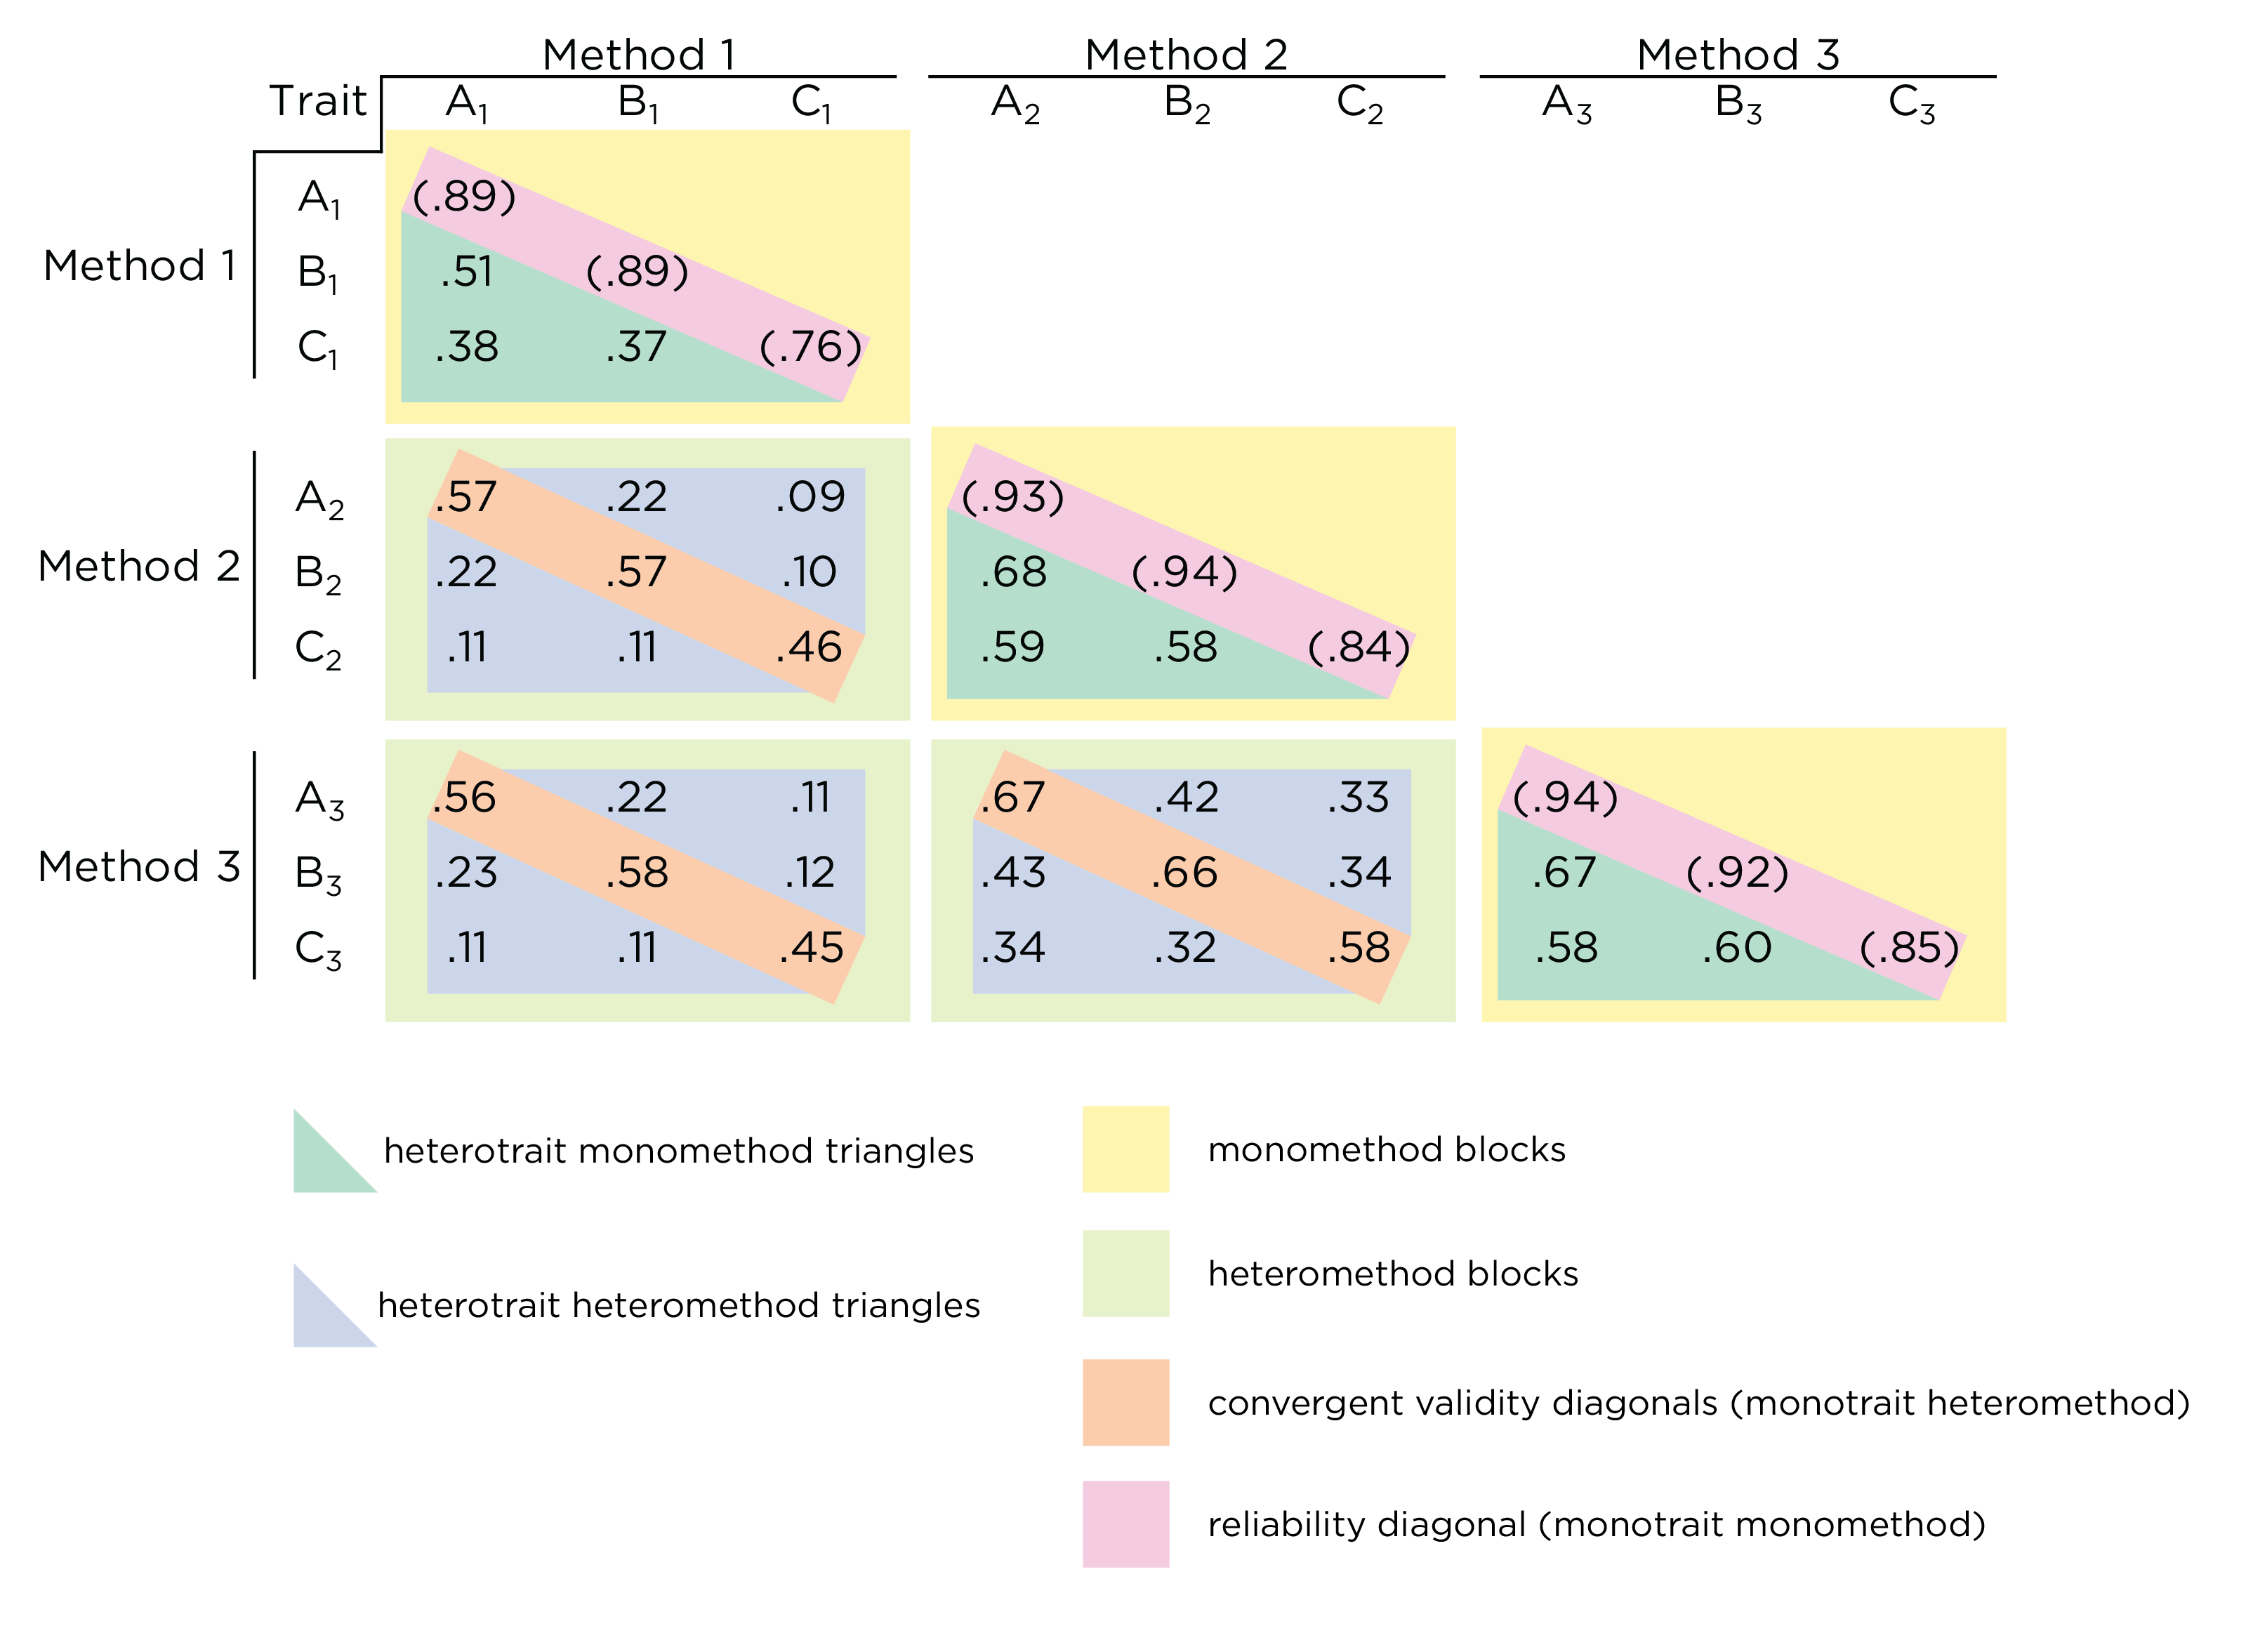 Method 1 Method 2 Method 3
Trait A₁ B₁ C₁ A₂ B₂ C₂ A₃ B₃ C₃
A₁ (.89)
Method 1 B₁ .51 (.89)
C₁ .38 .37 (.76)
A₂ .57 .22 .09 (.93)
Method 2 B₂ .22 .57 .10 .68 (.94)
C₂ .11 .11 .46 .59 .58 (.84)
A₃ .56 .22 .11 .67 .42 .33 (.94)
Method 3 B₃ .23 .58 .12 .43 .66 .34 .67 (.92)
C₃ .11 .11 .45 .34 .32 .58 .58 .60 (.85)
heterotrait monomethod triangles
heterotrait heteromethod triangles
monomethod blocks
heteromethod blocks
convergent validity diagonals (monotrait heteromethod)
reliability diagonal (monotrait monomethod)